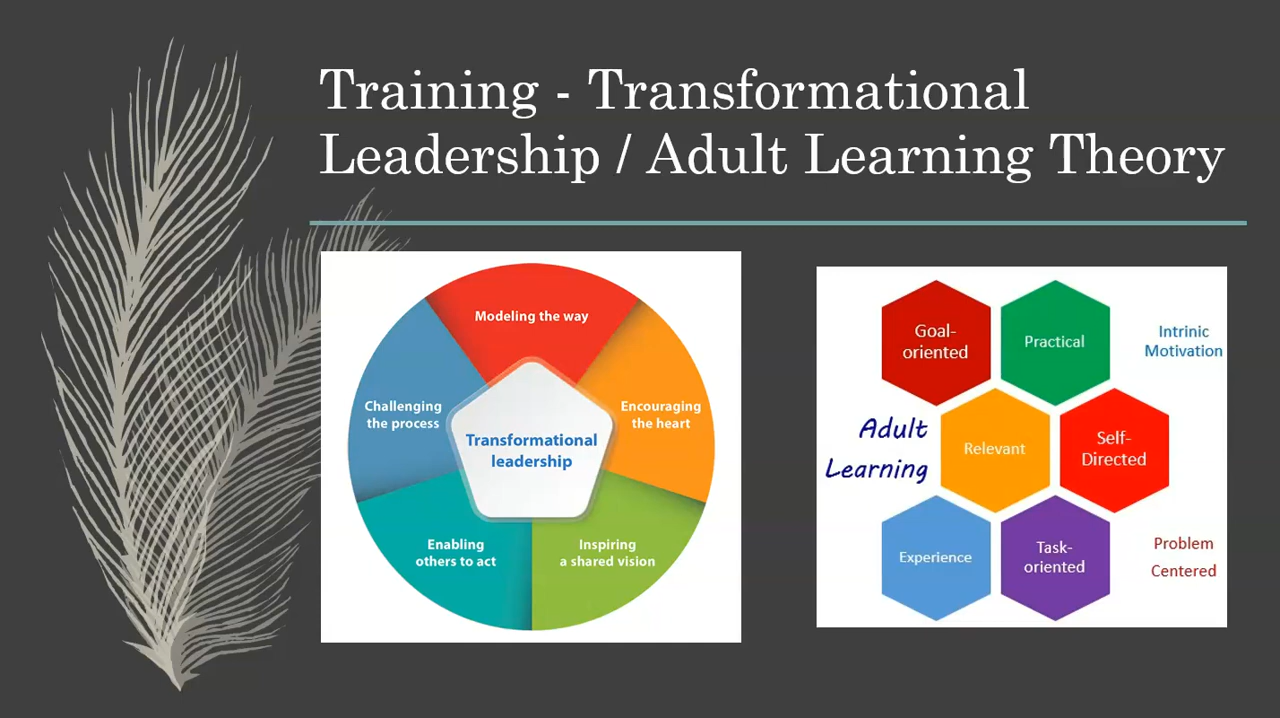 Training - Transformational
Leadership / Adult Learning Theory
Modeling the way
Challenging
the process
Encouraging
the heart
Transformational
leadership
Enabling
others to act
Inspiring
a shared vision
Goal-
oriented
Practical
Intrinic
Motivation
Adult
Learning
Relevant
Self-
Directed
Experience
Task-
oriented
Problem
Centered